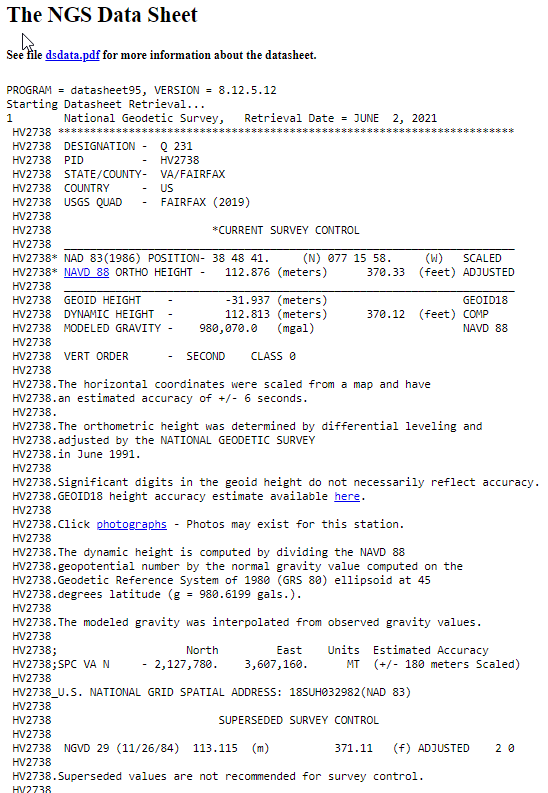 The NGS Data Sheet
See file dsdata.pdf for more information about the datasheet.
PROGRAM = datasheet95, VERSION = 8.12.5.12
Starting Datasheet Retrieval...
1        National Geodetic Survey,   Retrieval Date = JUNE  2, 2021
HV2738 ***********************************************************************
HV2738  DESIGNATION -  Q 231
HV2738  PID         -  HV2738
HV2738  STATE/COUNTY-  VA/FAIRFAX
HV2738  COUNTRY     -  US
HV2738  USGS QUAD   -  FAIRFAX (2019)
HV2738
HV2738                         *CURRENT SURVEY CONTROL
HV2738  ______________________________________________________________________
HV2738* NAD 83(1986) POSITION- 38 48 41.     (N) 077 15 58.     (W)   SCALED
HV2738* NAVD 88 ORTHO HEIGHT -   112.876 (meters)      370.33  (feet) ADJUSTED
HV2738  ______________________________________________________________________
HV2738  GEOID HEIGHT    -        -31.937 (meters)                     GEOID18
HV2738  DYNAMIC HEIGHT  -        112.813 (meters)      370.12  (feet) COMP
HV2738  MODELED GRAVITY -    980,070.0   (mgal)                       NAVD 88
HV2738
HV2738  VERT ORDER      -  SECOND    CLASS 0
HV2738
HV2738.The horizontal coordinates were scaled from a map and have
HV2738.an estimated accuracy of +/- 6 seconds.
HV2738.
HV2738.The orthometric height was determined by differential leveling and
HV2738.adjusted by the NATIONAL GEODETIC SURVEY
HV2738.in June 1991.
HV2738
HV2738.Significant digits in the geoid height do not necessarily reflect accuracy.
HV2738.GEOID18 height accuracy estimate available here.
HV2738
HV2738.Click photographs - Photos may exist for this station.
HV2738
HV2738.The dynamic height is computed by dividing the NAVD 88
HV2738.geopotential number by the normal gravity value computed on the
HV2738.Geodetic Reference System of 1980 (GRS 80) ellipsoid at 45
HV2738.degrees latitude (g = 980.6199 gals.).
HV2738
HV2738.The modeled gravity was interpolated from observed gravity values.
HV2738
HV2738;                    North         East    Units  Estimated Accuracy
HV2738;SPC VA N     - 2,127,780.    3,607,160.      MT  (+/- 180 meters Scaled)
HV2738
HV2738_U.S. NATIONAL GRID SPATIAL ADDRESS: 18SUH032982(NAD 83)
HV2738
HV2738                          SUPERSEDED SURVEY CONTROL
HV2738
HV2738  NGVD 29 (11/26/84)  113.115  (m)          371.11   (f) ADJUSTED    2 0
HV2738
HV2738.Superseded values are not recommended for survey control.
HV2738